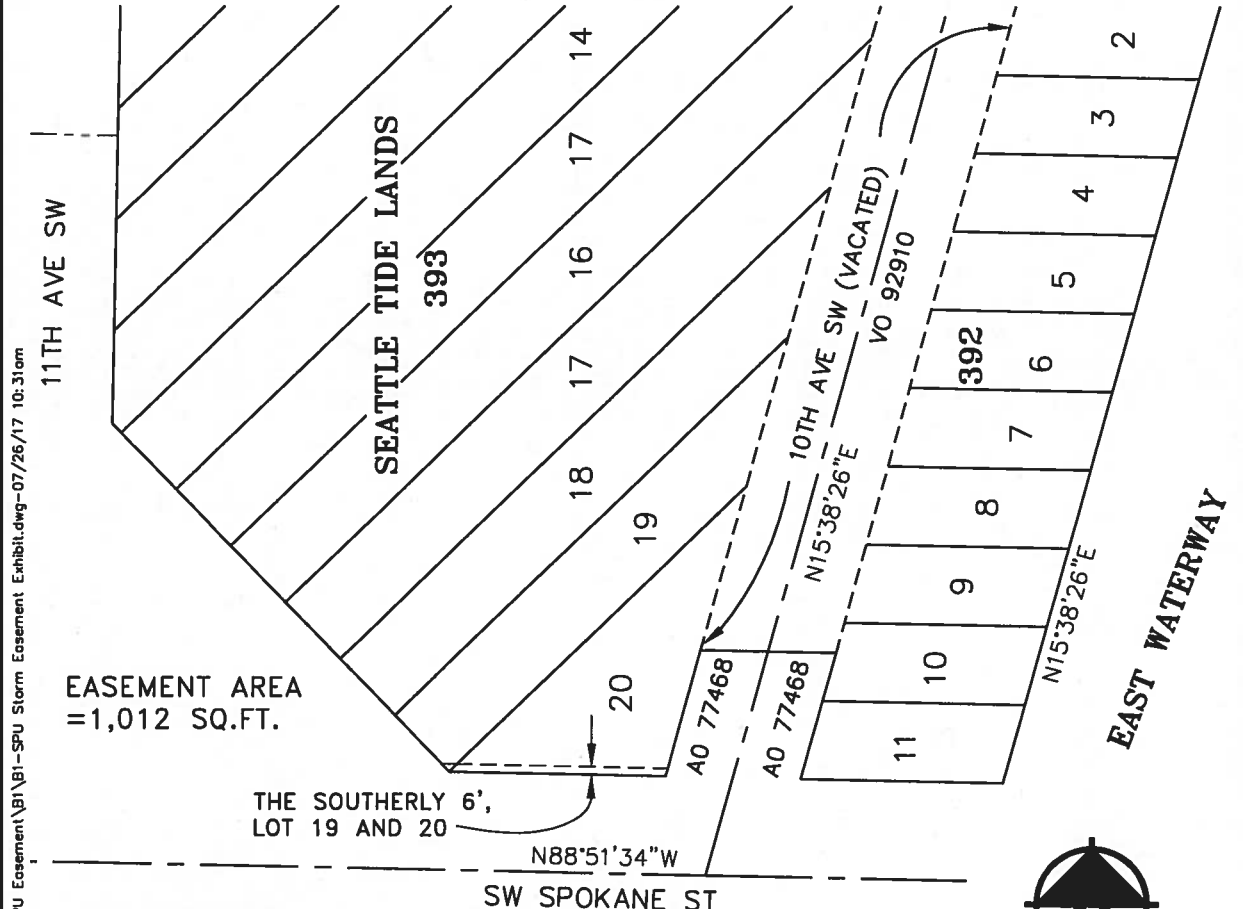 11TH AVE SW
SEATTLE TIDE LANDS
393
14
17
16
17
18
19
20
10TH AVE SW (VACATED)
VO 92910
N15°38'26"E
AO 77468
AO 77468
2
3
4
5
392
6
7
8
9
10
11
N15°38'26"E
EAST WATERWAY
EASEMENT AREA
=1,012 SQ.FT.
THE SOUTHERLY 6',
LOT 19 AND 20
N88°51'34"W
SW SPOKANE ST
Easement\B1\B1-SPU Storm Easement Exhibit.dwg-07/26/17 10:31am